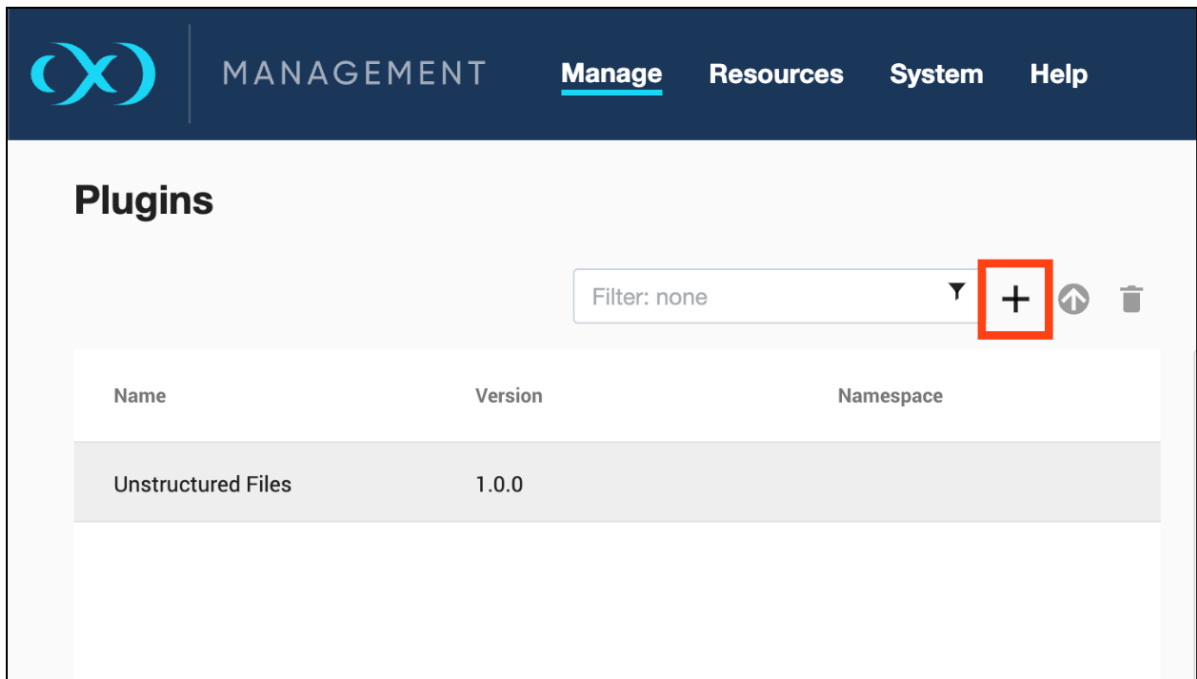 MANAGEMENT Manage Resources System Help
Plugins
Filter: none
Name Version Namespace
Unstructured Files 1.0.0